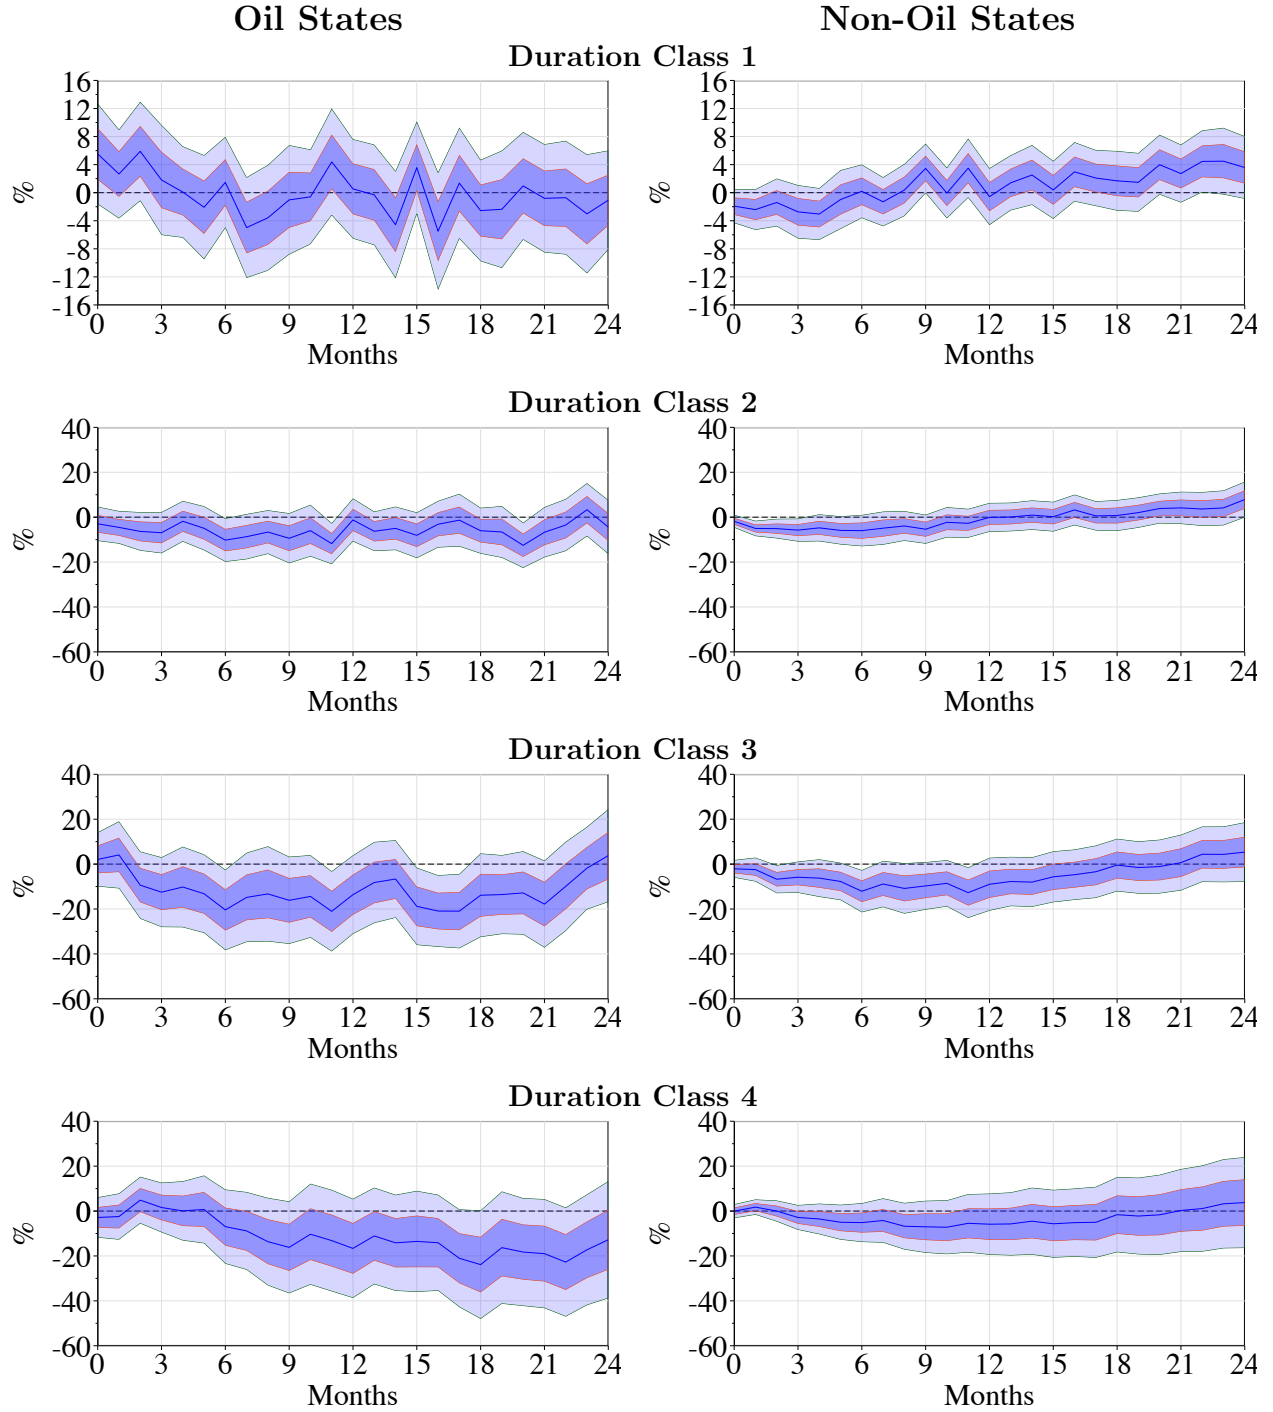 Oil States Non-Oil States
Duration Class 1
16 16
12 12
8 8
4 4
% 0 % 0
-4 -4
-8 -8
-12 -12
-16 -16
0 3 6 9 12 15 18 21 24 0 3 6 9 12 15 18 21 24
Months Months
Duration Class 2
40 40
20 20
% 0 % 0
-20 -20
-40 -40
-60 -60
0 3 6 9 12 15 18 21 24 0 3 6 9 12 15 18 21 24
Months Months
Duration Class 3
40 40
20 20
% 0 % 0
-20 -20
-40 -40
-60 -60
0 3 6 9 12 15 18 21 24 0 3 6 9 12 15 18 21 24
Months Months
Duration Class 4
40 40
20 20
% 0 % 0
-20 -20
-40 -40
-60 -60
0 3 6 9 12 15 18 21 24 0 3 6 9 12 15 18 21 24
Months Months